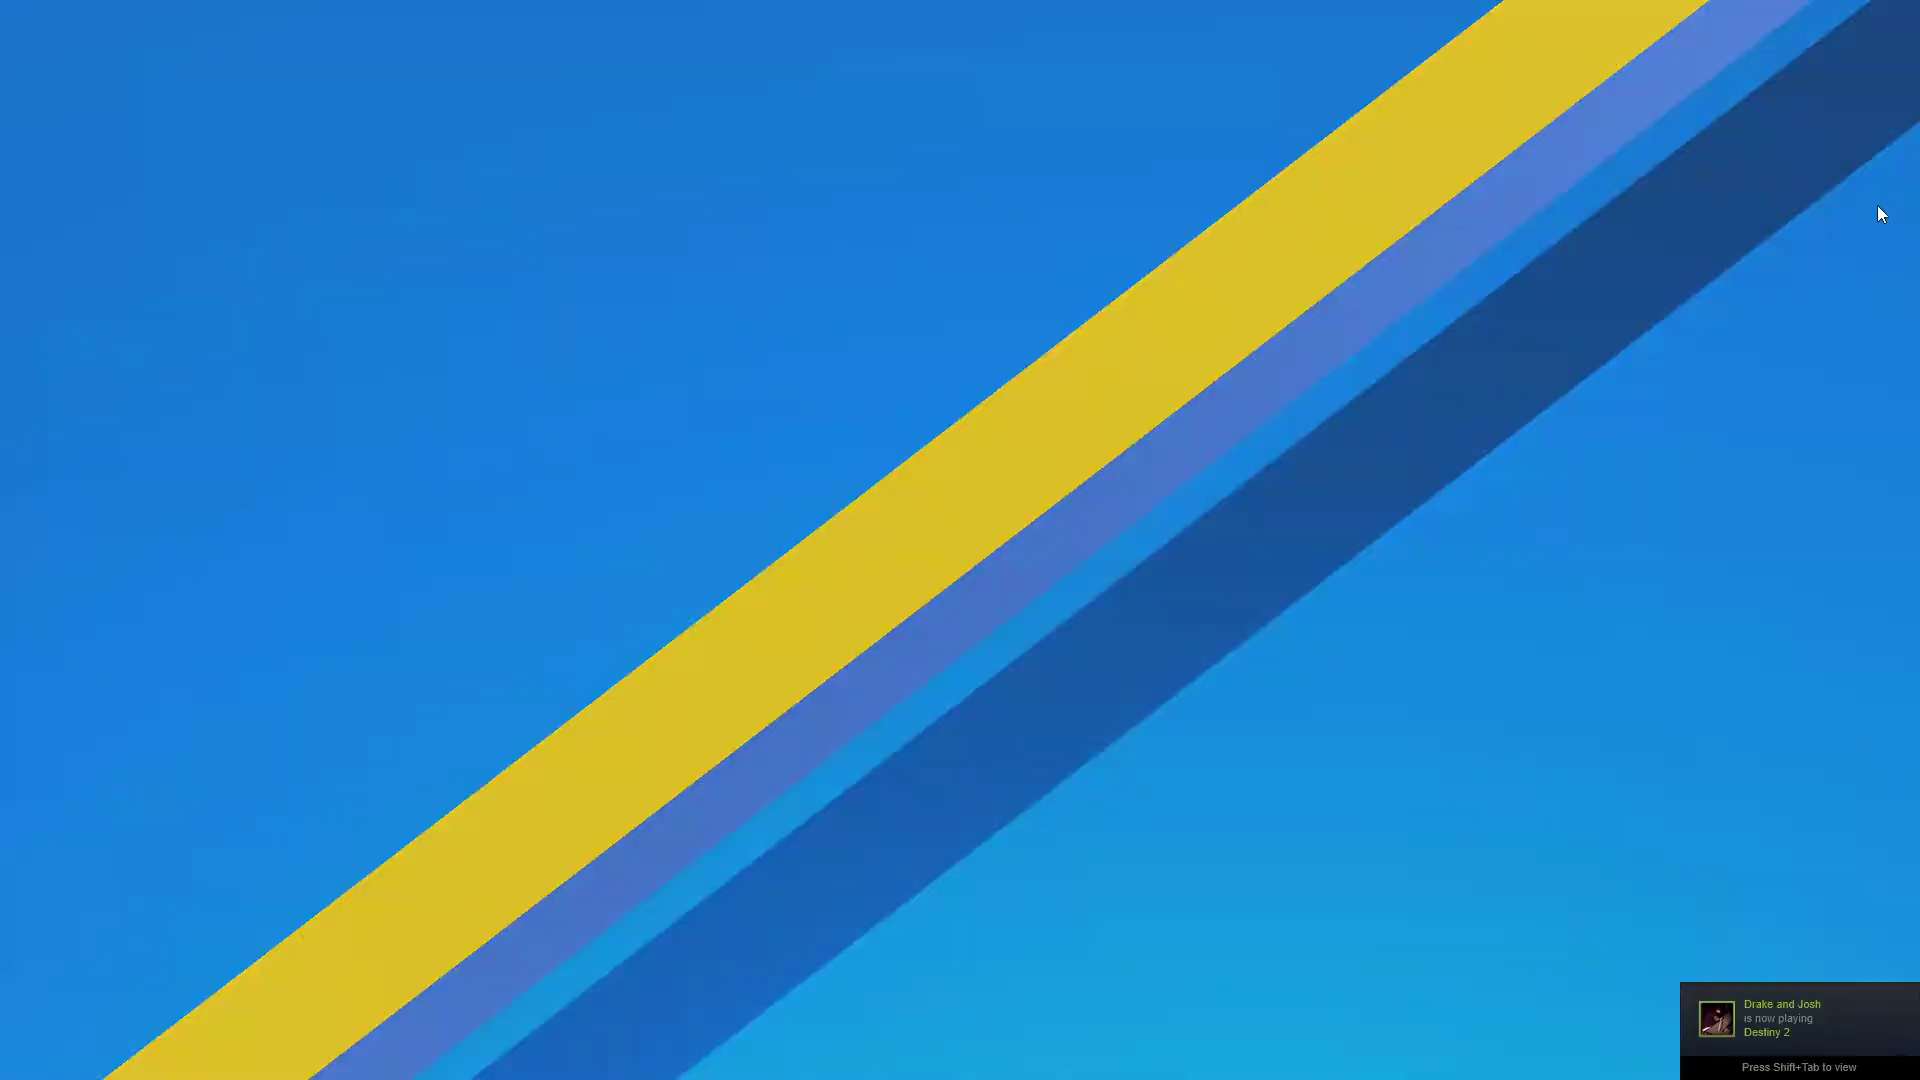 Drake and Josh
is now playing
Destiny 2
Press Shift+Tab to view